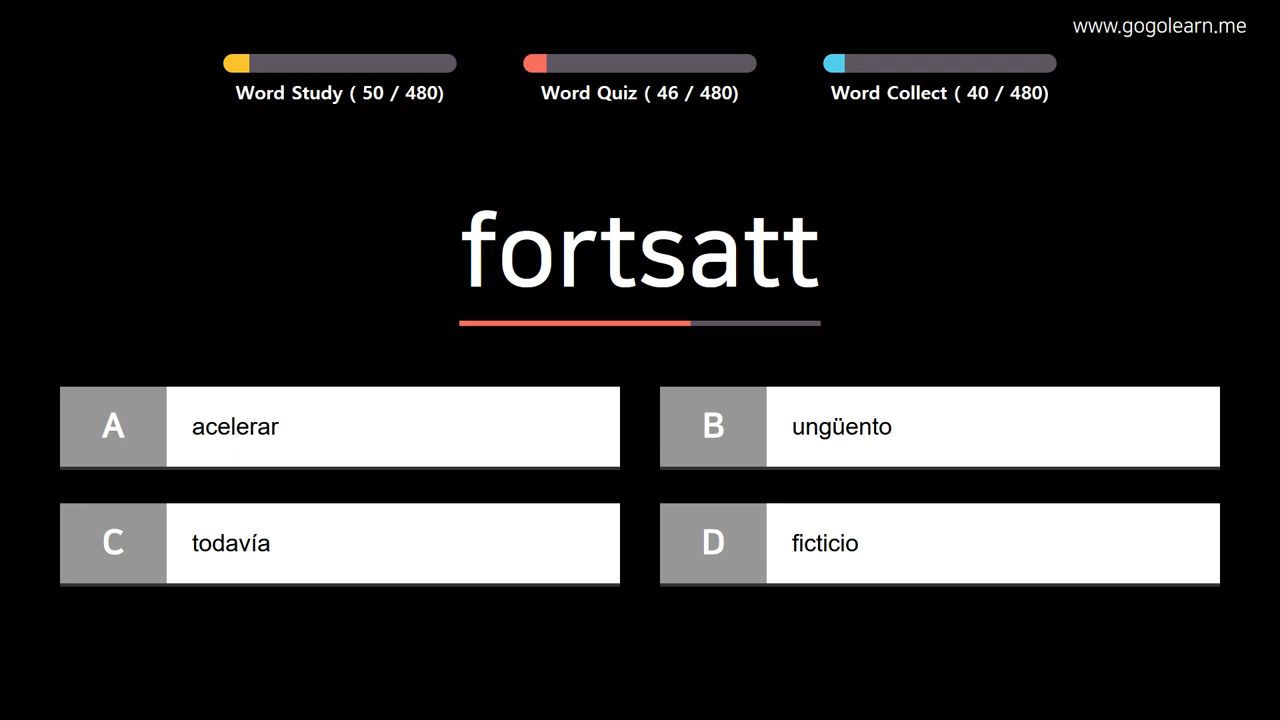 www.gogolearn.me
Word Study ( 50 / 480)
Word Quiz ( 46 / 480)
Word Collect ( 40 / 480)
fortsatt
A acelerar
B ungüento
C todavía
D ficticio